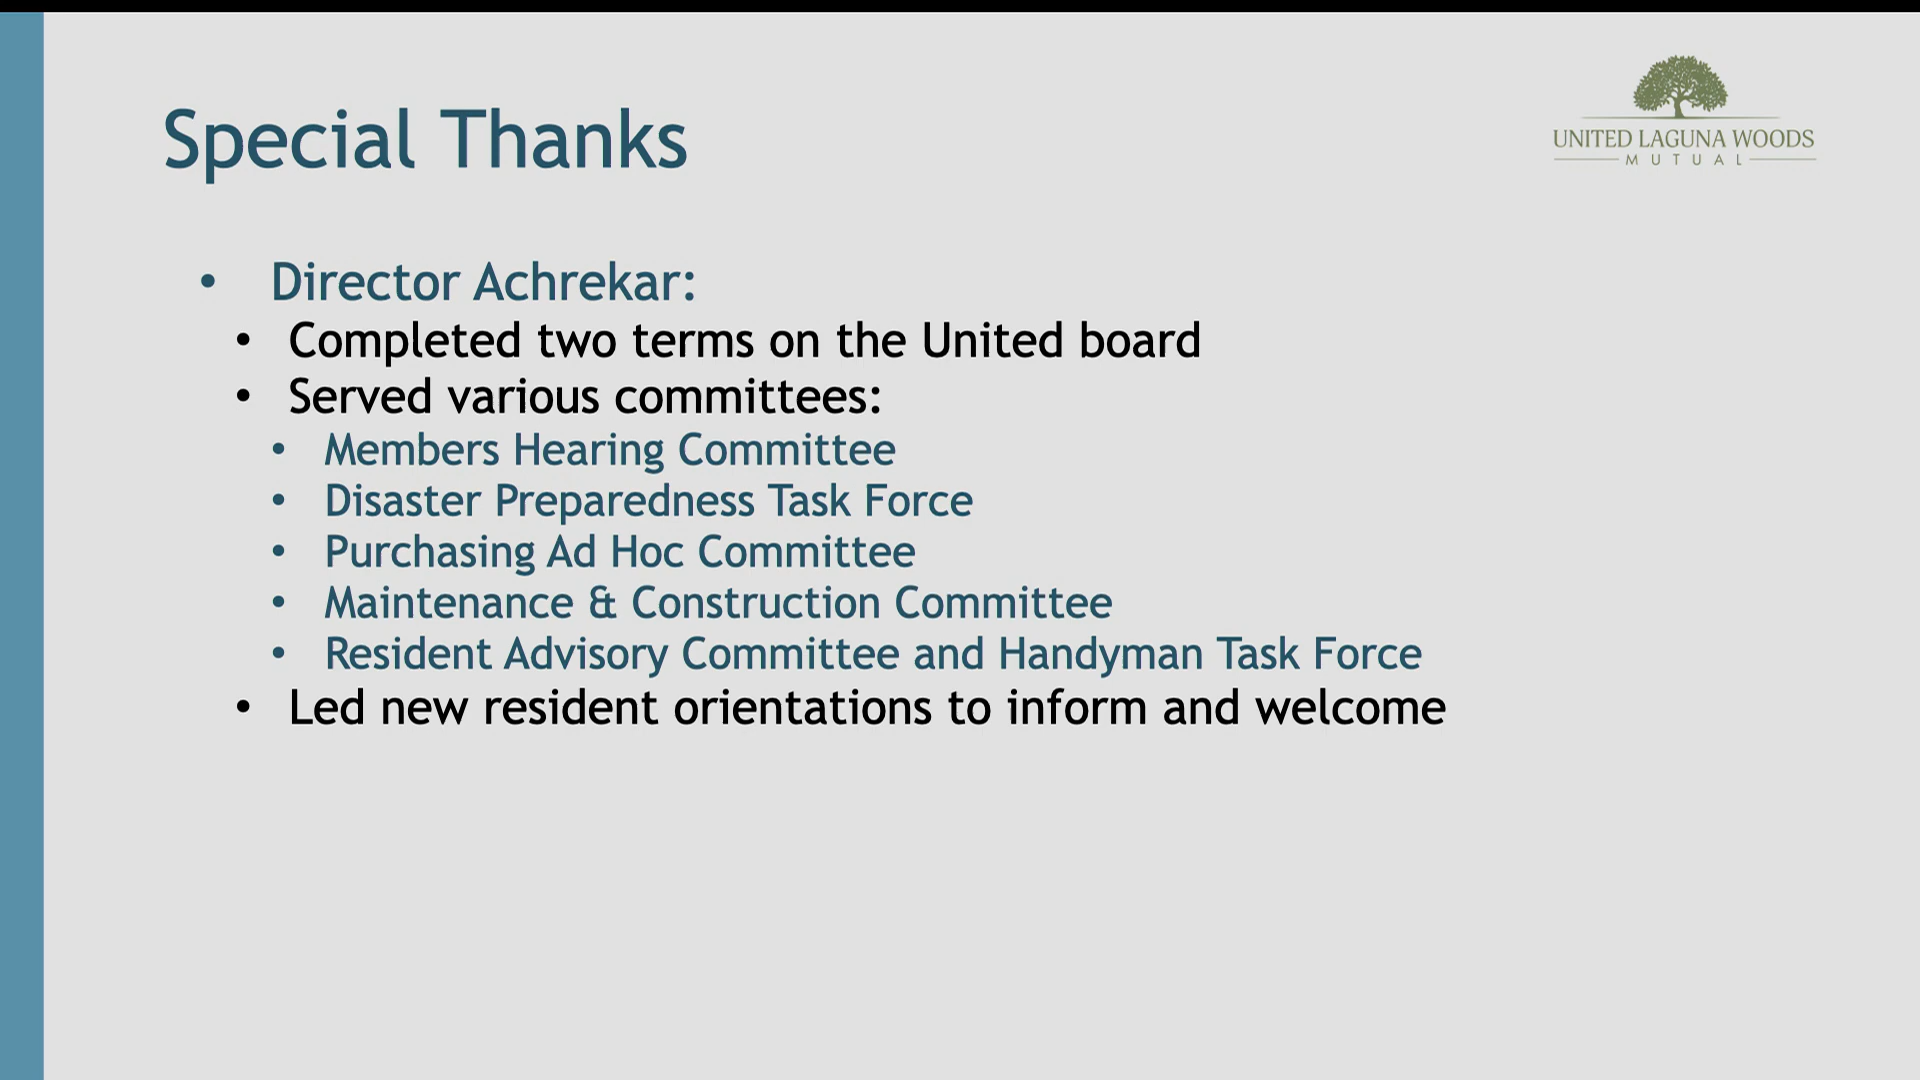 UNITED LAGUNA WOODS
MUTUAL
Special Thanks
• Director Achrekar:
• Completed two terms on the United board
• Served various committees:
• Members Hearing Committee
• Disaster Preparedness Task Force
• Purchasing Ad Hoc Committee
• Maintenance & Construction Committee
• Resident Advisory Committee and Handyman Task Force
• Led new resident orientations to inform and welcome